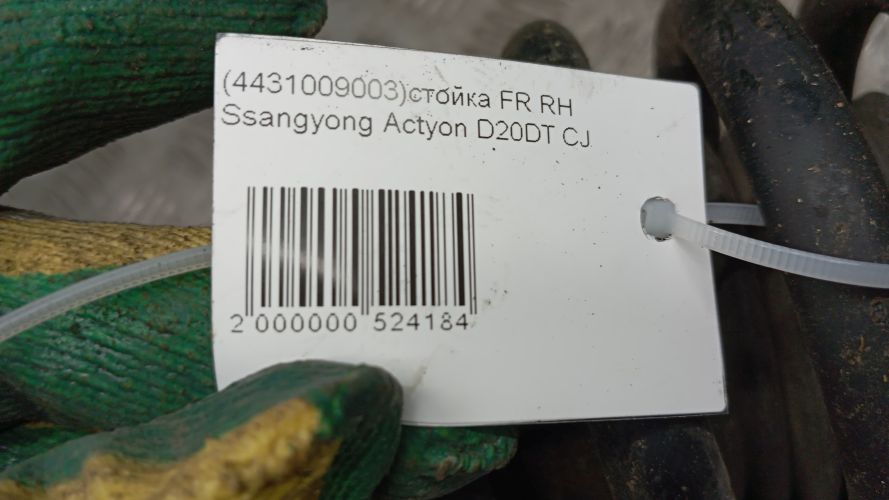 (4431009003)стойка FR RH
Ssangyong Actyon D20DT CJ
2 000000 524184